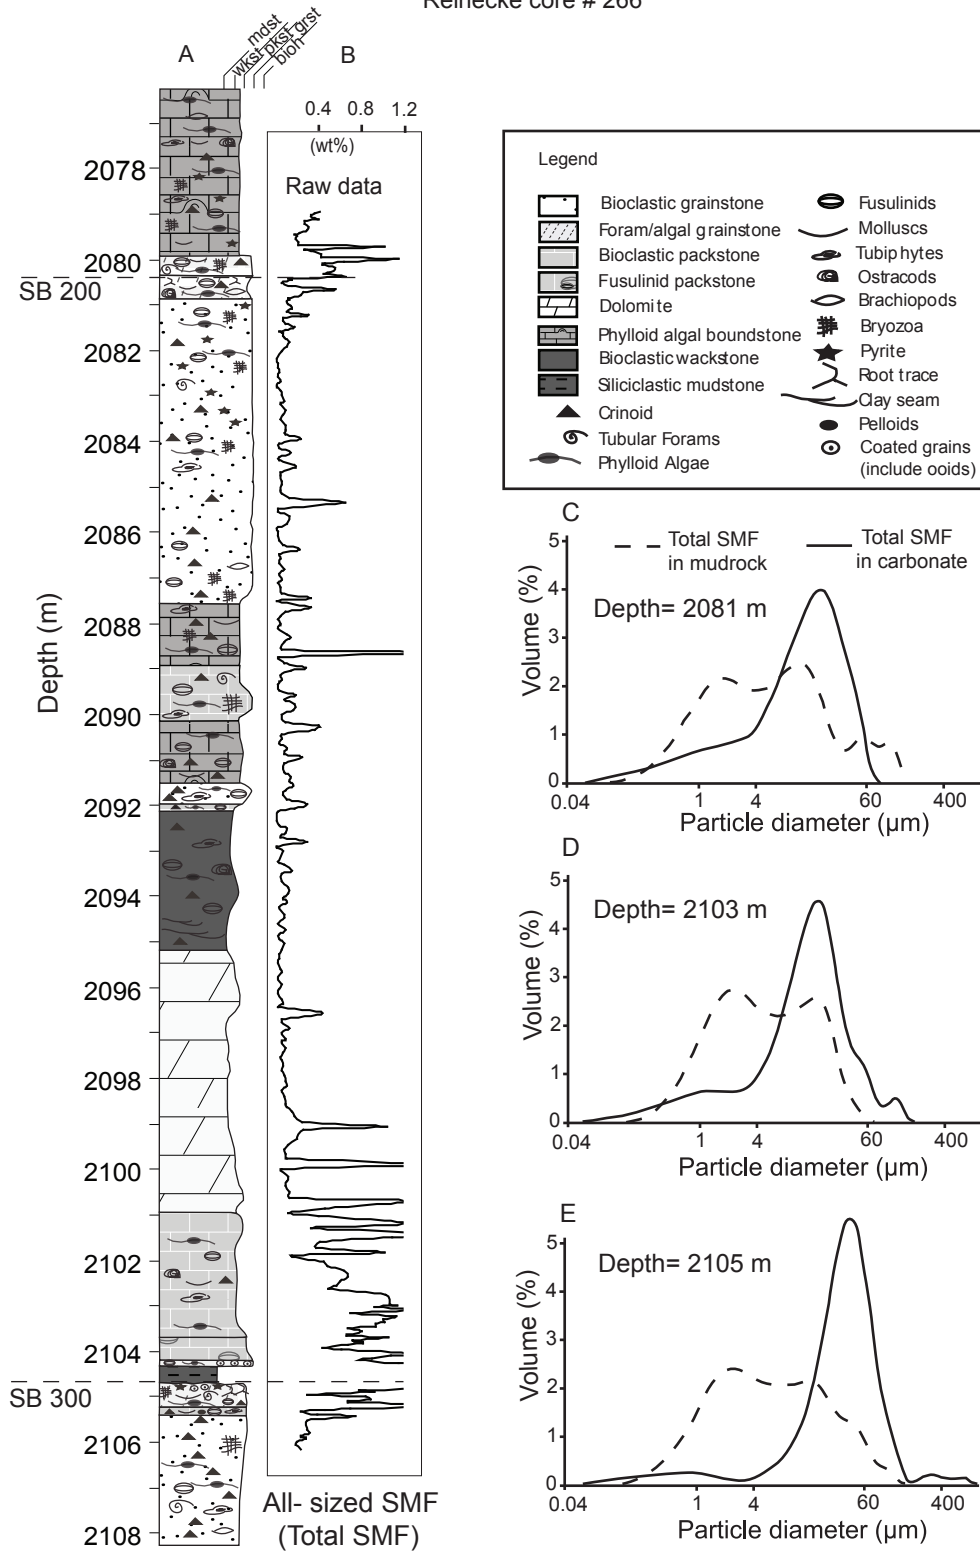 Reinecke core # 266
A
mdst
wkst
pkst
grst
bioh
B
0.4 0.8 1.2
(wt%)
Raw data
Depth (m)
2078
2080
SB 200
2082
2084
2086
2088
2090
2092
2094
2096
2098
2100
2102
2104
SB 300
2106
2108
All- sized SMF
(Total SMF)
Legend
Bioclastic grainstone
Foram/algal grainstone
Bioclastic packstone
Fusulinid packstone
Dolomite
Phylloid algal boundstone
Bioclastic wackstone
Siliciclastic mudstone
Crinoid
Tubular Forams
Phylloid Algae
Fusulinids
Molluscs
Tubiphytes
Ostracods
Brachiopods
Bryozoa
Pyrite
Root trace
Clay seam
Pelloids
Coated grains
(include ooids)
C
Total SMF
in mudrock
Total SMF
in carbonate
Depth= 2081 m
Volume (%)
5
4
3
2
1
0
0.04 1 4 60 400
Particle diameter (μm)
D
Depth= 2103 m
Volume (%)
5
4
3
2
1
0
0.04 1 4 60 400
Particle diameter (μm)
E
Depth= 2105 m
Volume (%)
5
4
3
2
1
0
0.04 1 4 60 400
Particle diameter (μm)